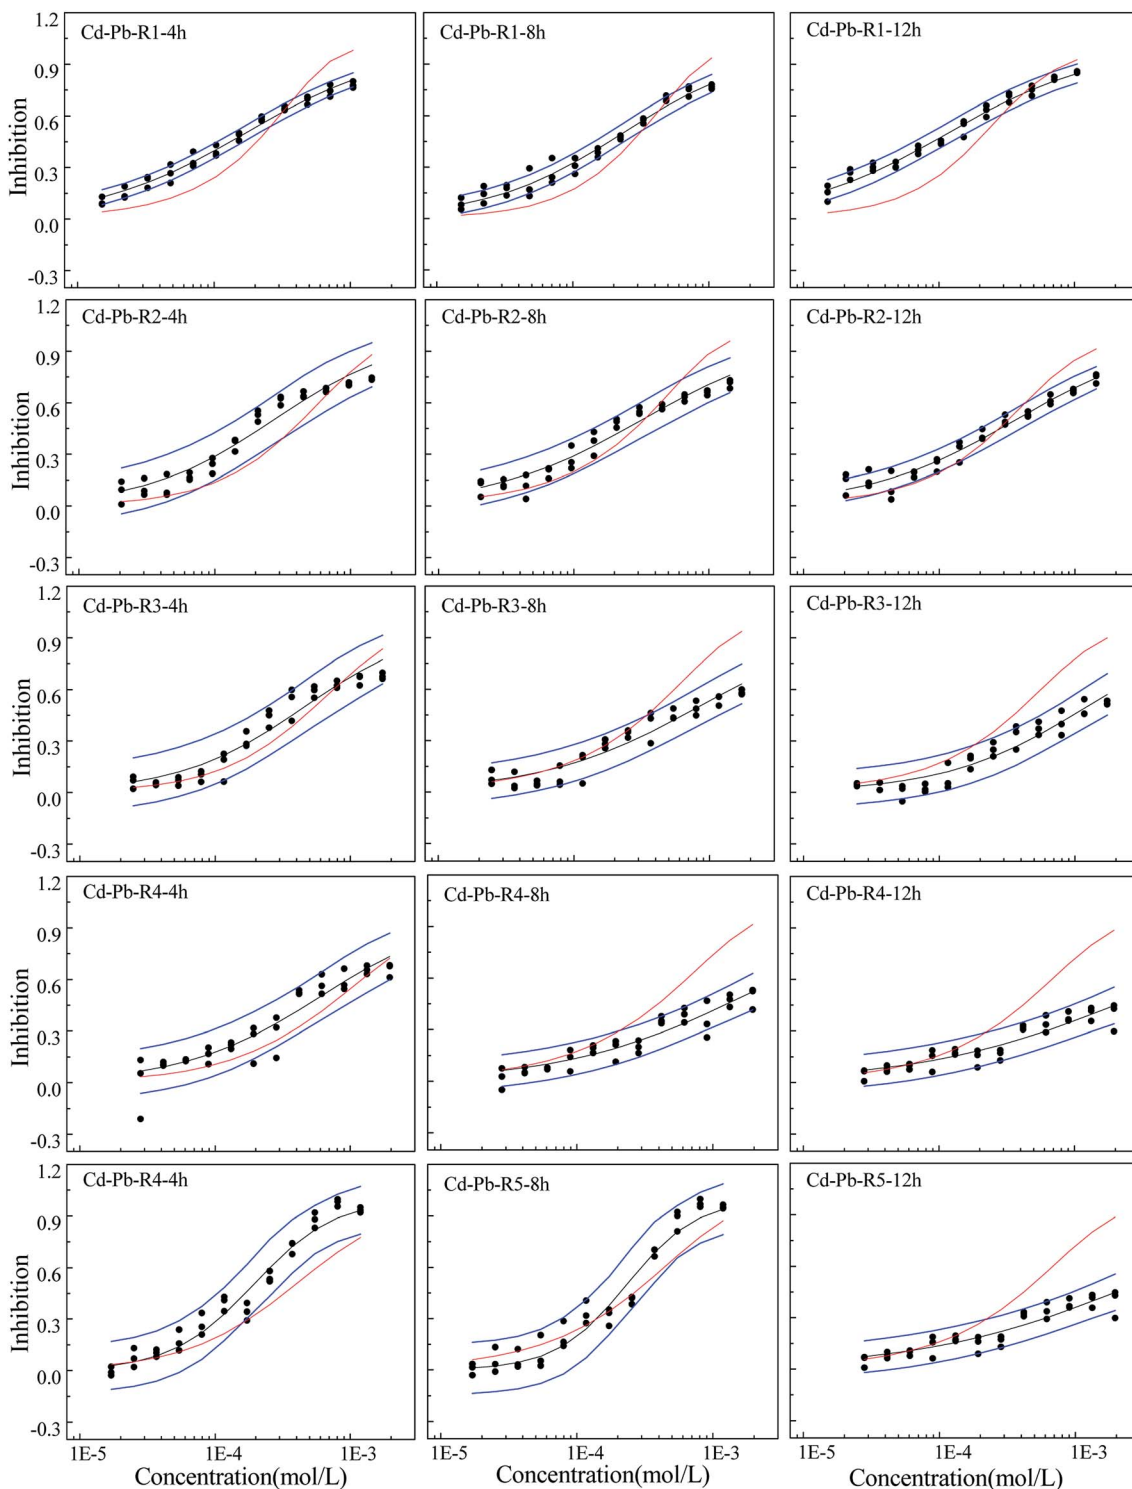 Cd-Pb-R1-4h
Cd-Pb-R1-8h
Cd-Pb-R1-12h
1.2
0.9
0.6
0.3
0.0
-0.3
Inhibition
Cd-Pb-R2-4h
Cd-Pb-R2-8h
Cd-Pb-R2-12h
1.2
0.9
0.6
0.3
0.0
-0.3
Inhibition
Cd-Pb-R3-4h
Cd-Pb-R3-8h
Cd-Pb-R3-12h
1.2
0.9
0.6
0.3
0.0
-0.3
Inhibition
Cd-Pb-R4-4h
Cd-Pb-R4-8h
Cd-Pb-R4-12h
1.2
0.9
0.6
0.3
0.0
-0.3
Inhibition
Cd-Pb-R4-4h
Cd-Pb-R5-8h
Cd-Pb-R5-12h
1.2
0.9
0.6
0.3
0.0
-0.3
Inhibition
1E-5 1E-4 1E-3
1E-5 1E-4 1E-3
1E-5 1E-4 1E-3
Concentration(mol/L)
Concentration(mol/L)
Concentration(mol/L)